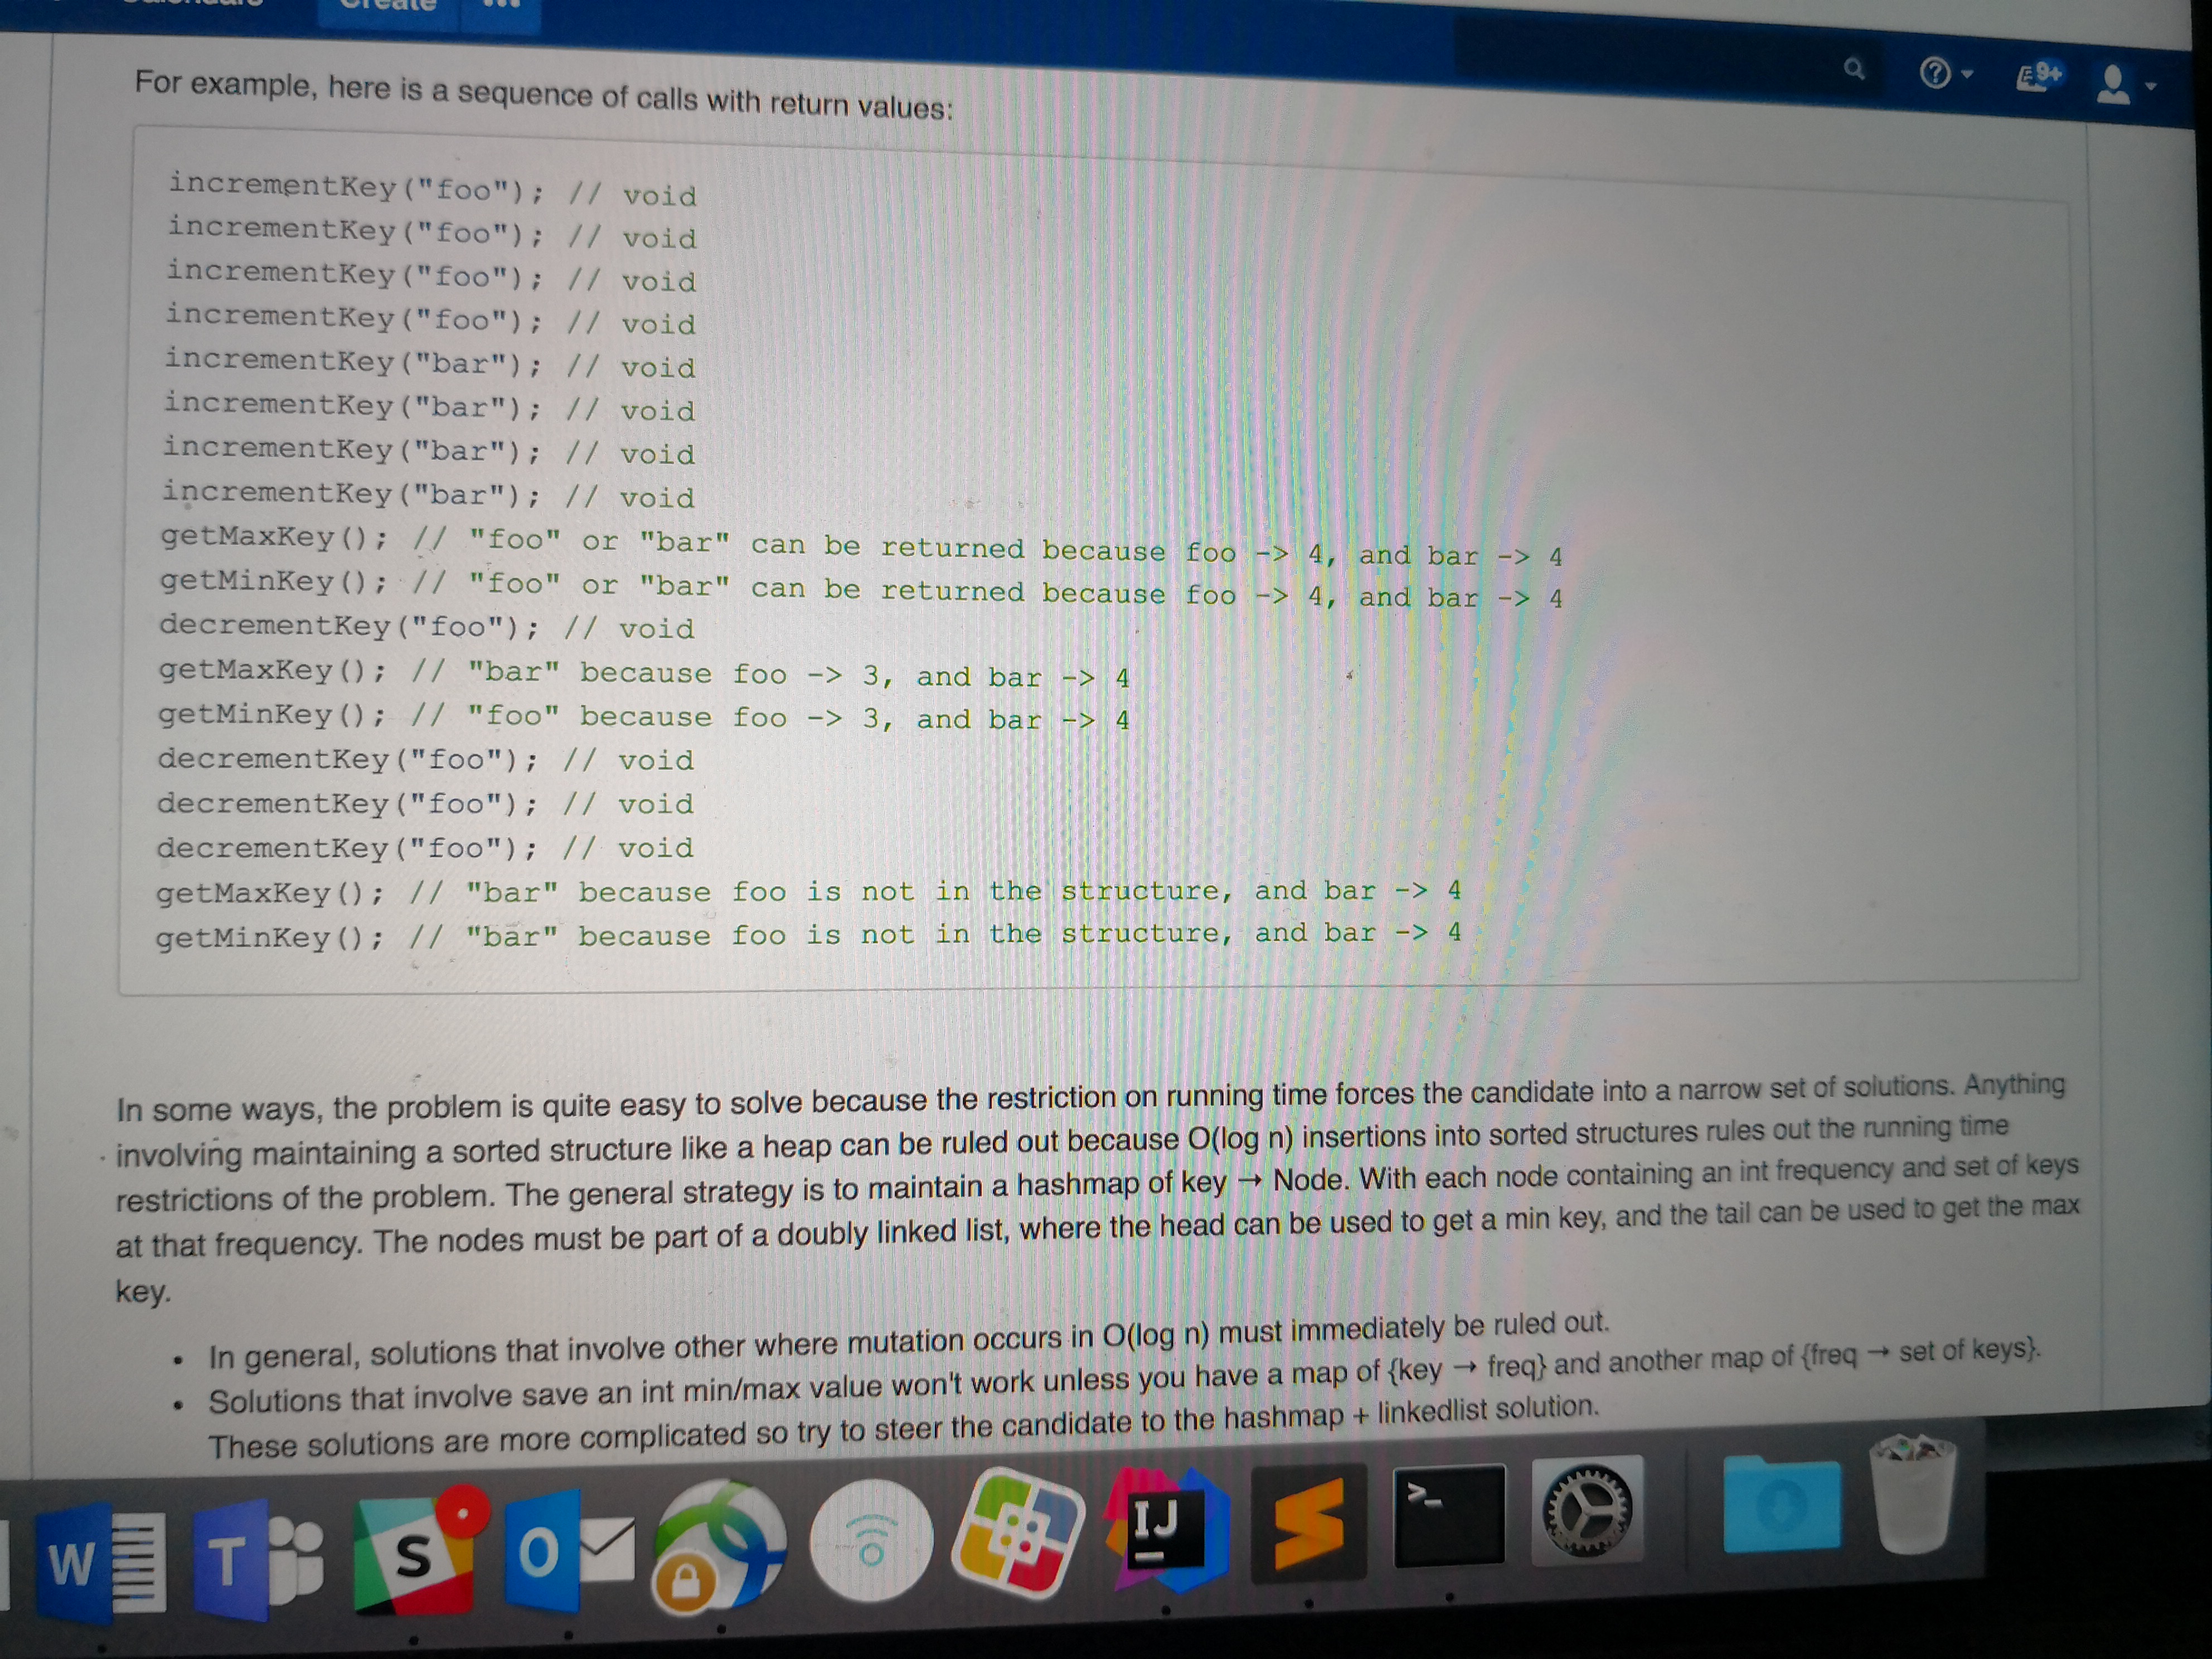 Create
For example, here is a sequence of calls with return values:
9+
incrementKey("foo"); // void
incrementKey("foo"); // void
incrementKey("foo"); // void
incrementKey("foo"); // void
incrementKey("bar"); // void
incrementKey("bar"); // void
incrementKey("bar"); // void
incrementKey("bar"); // void
getMaxKey(); // "foo" or "bar" can be returned because foo -> 4, and bar -> 4
getMinKey(); // "foo" or "bar" can be returned because foo -> 4, and bar -> 4
decrementKey("foo"); // void
getMaxKey(); // "bar" because foo -> 3, and bar -> 4
getMinKey(); // "foo" because foo -> 3, and bar -> 4
decrementKey("foo"); // void
decrementKey("foo"); // void
decrementKey("foo"); // void
getMaxKey(); // "bar" because foo is not in the structure, and bar -> 4
getMinKey(); // "bar" because foo is not in the structure, and bar -> 4
In some ways, the problem is quite easy to solve because the restriction on running time forces the candidate into a narrow set of solutions. Anything
involving maintaining a sorted structure like a heap can be ruled out because O(log n) insertions into sorted structures rules out the running time
restrictions of the problem. The general strategy is to maintain a hashmap of key → Node. With each node containing an int frequency and set of keys
at that frequency. The nodes must be part of a doubly linked list, where the head can be used to get a min key, and the tail can be used to get the max
key.
• In general, solutions that involve other where mutation occurs in O(log n) must immediately be ruled out.
• Solutions that involve save an int min/max value won't work unless you have a map of {key → freq} and another map of {freq → set of keys}.
These solutions are more complicated so try to steer the candidate to the hashmap + linkedlist solution.
W
T
S
O
IJ
>_